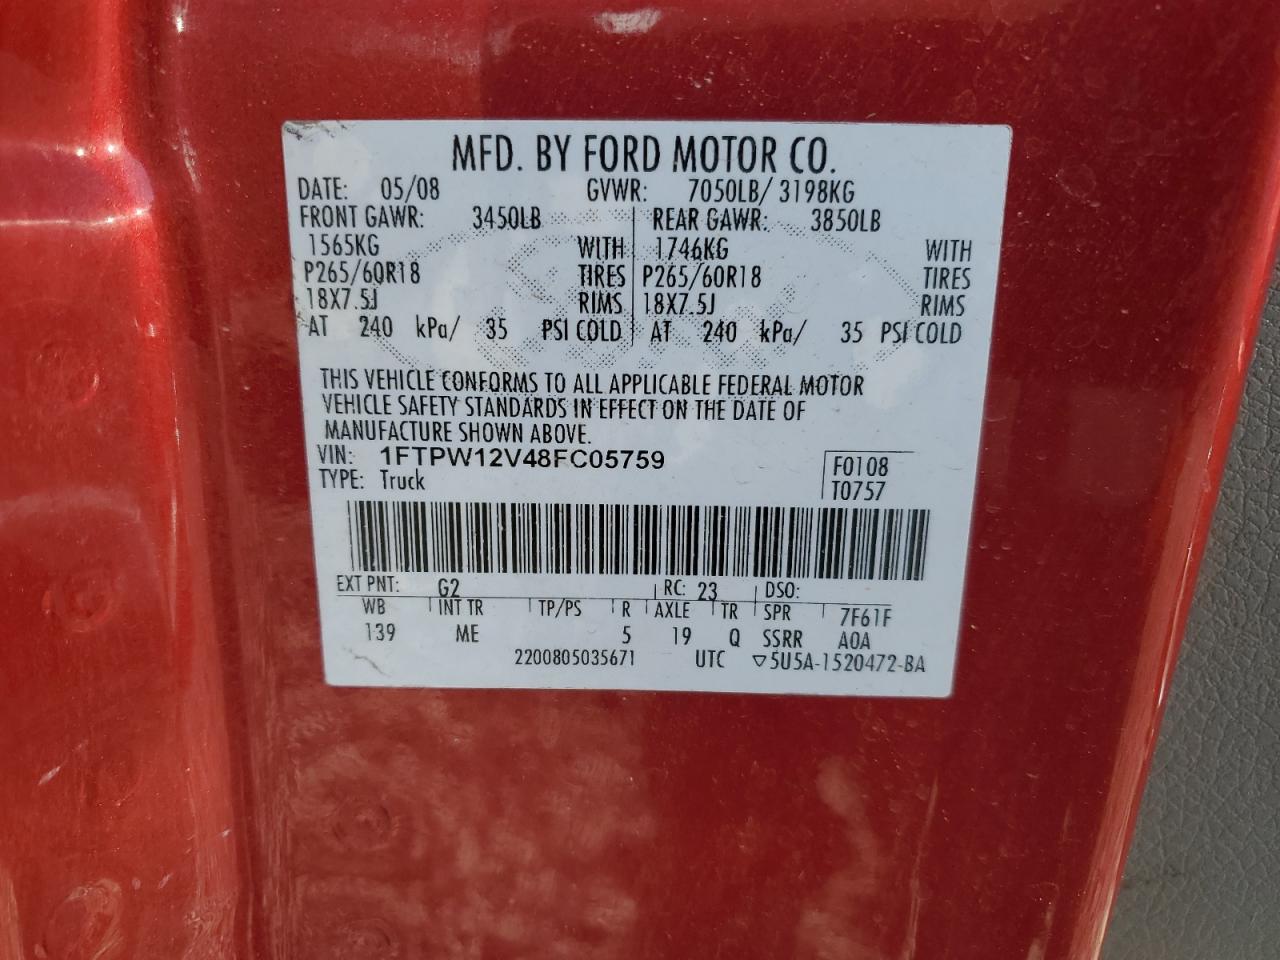 MFD. BY FORD MOTOR CO.
DATE: 05/08 GVWR: 7050LB/ 3198KG
FRONT GAWR: 3450LB REAR GAWR: 3850LB
1565KG WITH 1746KG WITH
P265/60R18 TIRES P265/60R18 TIRES
18X7.5J RIMS 18X7.5J RIMS
AT 240 kPa/ 35 PSI COLD AT 240 kPa/ 35 PSI COLD
THIS VEHICLE CONFORMS TO ALL APPLICABLE FEDERAL MOTOR
VEHICLE SAFETY STANDARDS IN EFFECT ON THE DATE OF
MANUFACTURE SHOWN ABOVE.
VIN: 1FTPW12V48FC05759 F0108
TYPE: Truck T0757
EXT PNT: G2 RC: 23 DSO:
WB INT TR TP/PS R AXLE TR SPR 7F61F
139 ME 5 19 Q SSRR A0A
2200805035671 UTC ▽5U5A-1520472-BA